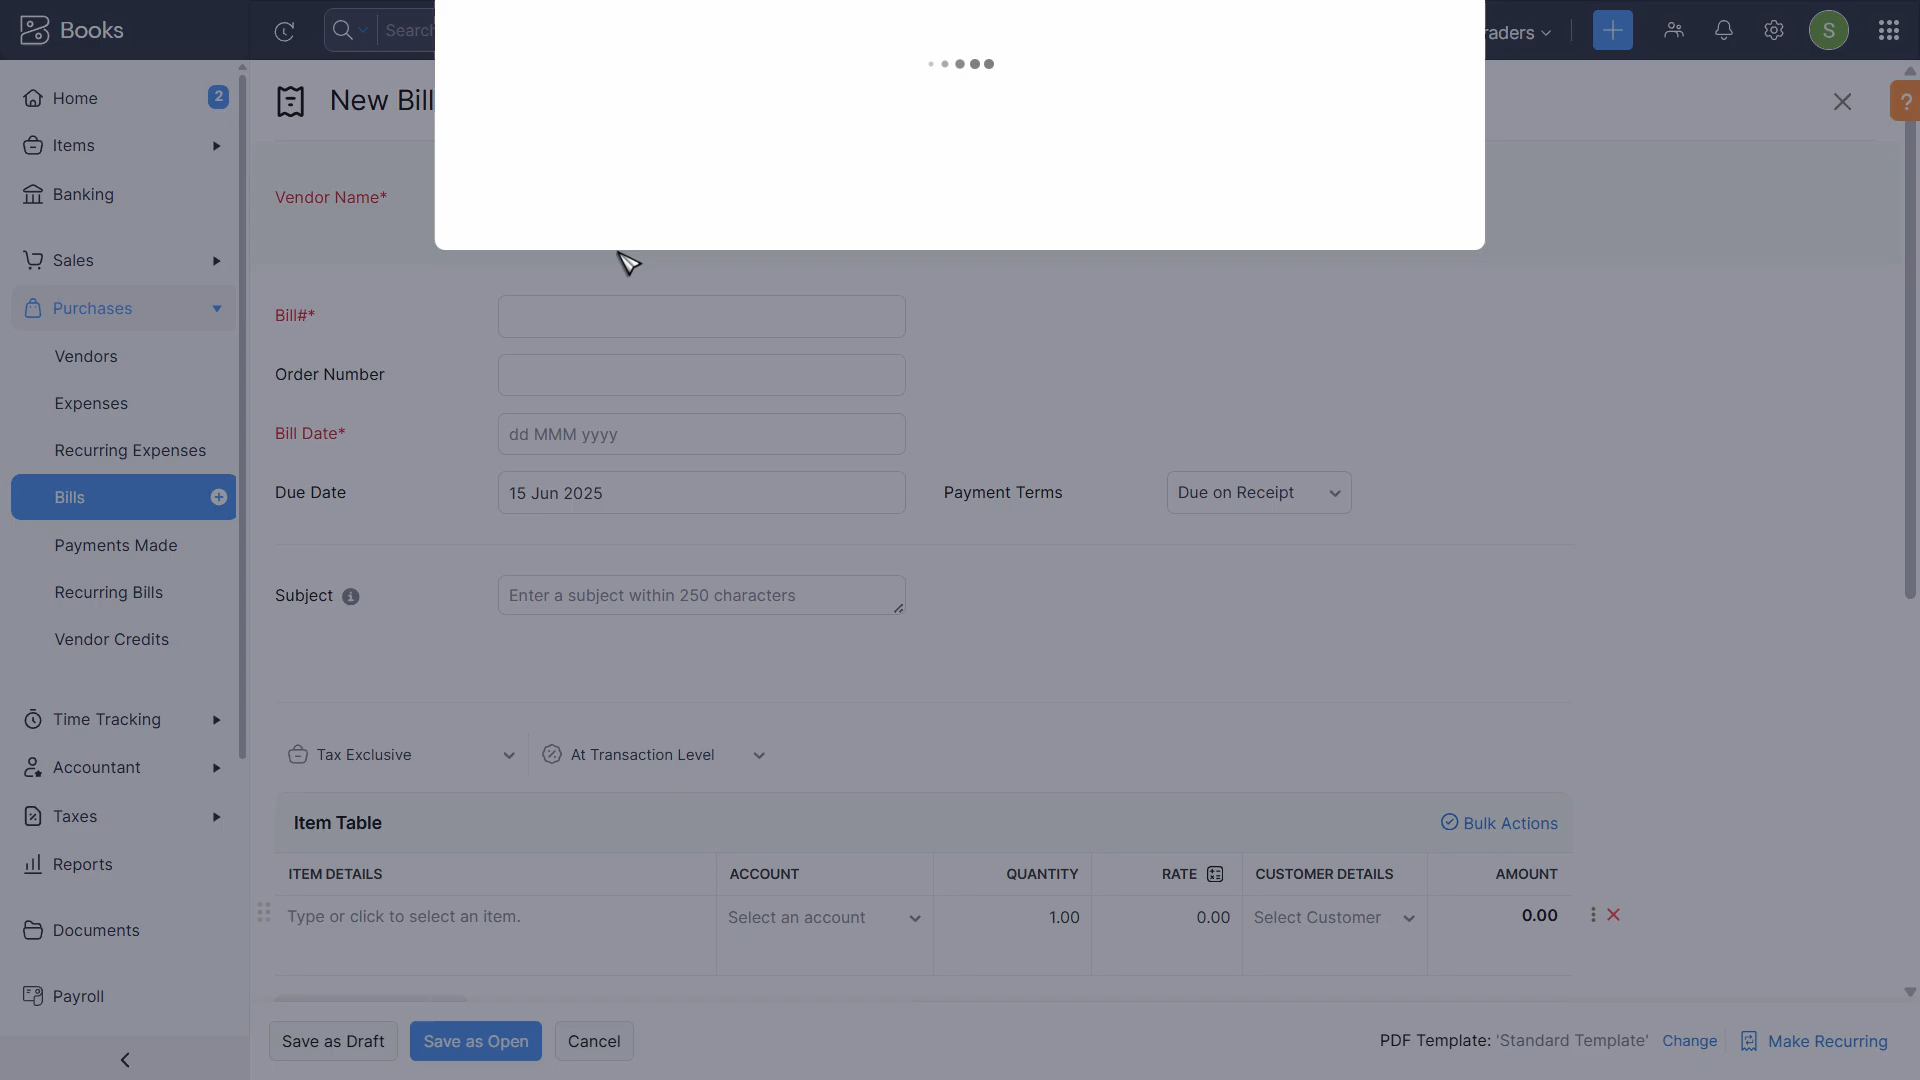 Books
Search
raders
S
?
Home
2
Items
Banking
Sales
Purchases
Vendors
Expenses
Recurring Expenses
Bills
Payments Made
Recurring Bills
Vendor Credits
Time Tracking
Accountant
Taxes
Reports
Documents
Payroll
New Bill
Vendor Name*
Bill#*
Order Number
Bill Date*
dd MMM yyyy
Due Date
15 Jun 2025
Payment Terms
Due on Receipt
Subject
Enter a subject within 250 characters
Tax Exclusive
At Transaction Level
Item Table
Bulk Actions
ITEM DETAILS ACCOUNT QUANTITY RATE CUSTOMER DETAILS AMOUNT
Type or click to select an item. Select an account 1.00 0.00 Select Customer 0.00
Save as Draft
Save as Open
Cancel
PDF Template: 'Standard Template' Change
Make Recurring